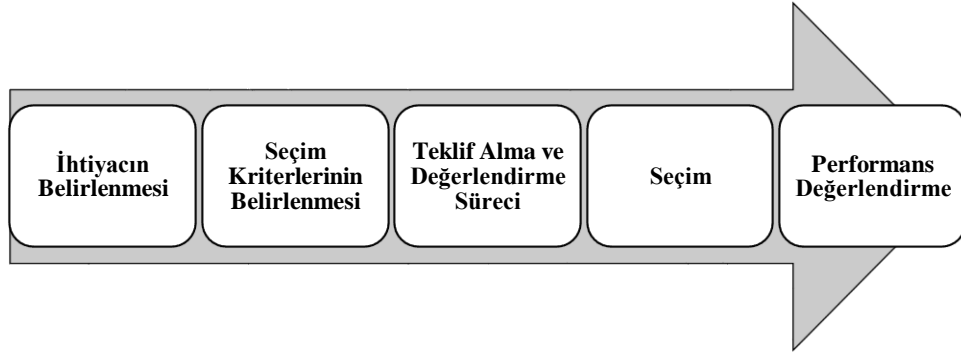 İhtiyacın
Belirlenmesi
Seçim
Kriterlerinin
Belirlenmesi
Teklif Alma ve
Değerlendirme
Süreci
Seçim
Performans
Değerlendirme